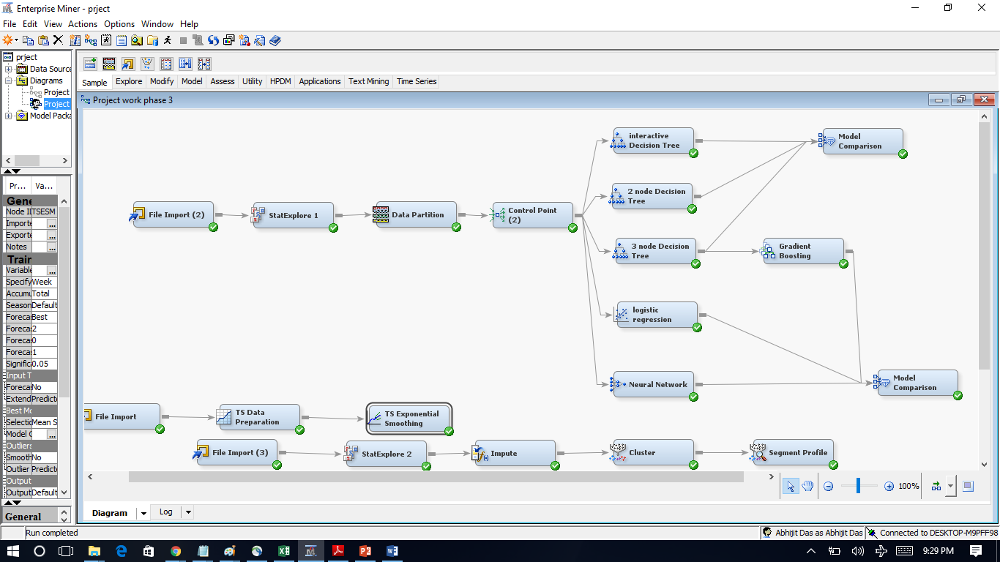 Enterprise Miner - prject
File Edit View Actions Options Window Help
prject
Data Source
Diagrams
Project
Project
Model Packa
Sample Explore Modify Model Assess Utility HPDM Applications Text Mining Time Series
Project work phase 3
Pr... Va...
Gene
Node ID TSESM
Importe ...
Exporte ...
Notes ...
Train
Variable ...
Specify Week
Accumu Total
Season Default
Forecas Best
Forecas 2
Forecas 0
Forecas 1
Signific 0.05
Input T
Forecas No
Extend Predicte
Best Mo
Selectio Mean S
Model C ...
Outliers
Smooth No
Outlier Predicte
Output
Output Default
General
interactive
Decision Tree
Model
Comparison
2 node Decision
Tree
File Import (2)
StatExplore 1
Data Partition
Control Point
(2)
3 node Decision
Tree
Gradient
Boosting
logistic
regression
Neural Network
Model
Comparison
File Import
TS Data
Preparation
TS Exponential
Smoothing
File Import (3)
StatExplore 2
Impute
Cluster
Segment Profile
100%
Diagram Log
Run completed
Abhijit Das as Abhijit Das
Connected to DESKTOP-M9PFF98
9:29 PM